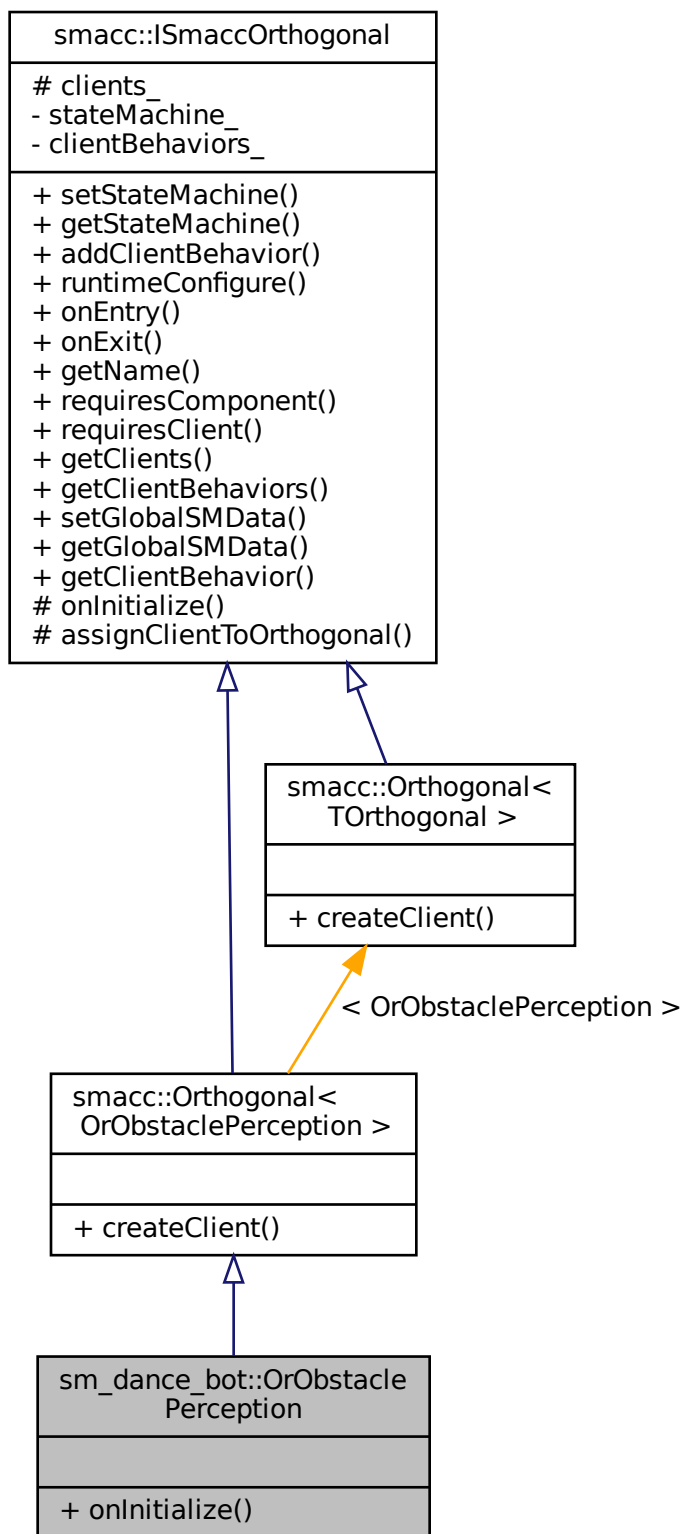 smacc::ISmaccOrthogonal
# clients_
- stateMachine_
- clientBehaviors_
+ setStateMachine()
+ getStateMachine()
+ addClientBehavior()
+ runtimeConfigure()
+ onEntry()
+ onExit()
+ getName()
+ requiresComponent()
+ requiresClient()
+ getClients()
+ getClientBehaviors()
+ setGlobalSMData()
+ getGlobalSMData()
+ getClientBehavior()
# onInitialize()
# assignClientToOrthogonal()
smacc::Orthogonal<
TOrthogonal >
+ createClient()
< OrObstaclePerception >
smacc::Orthogonal<
OrObstaclePerception >
+ createClient()
sm_dance_bot::OrObstacle
Perception
+ onInitialize()